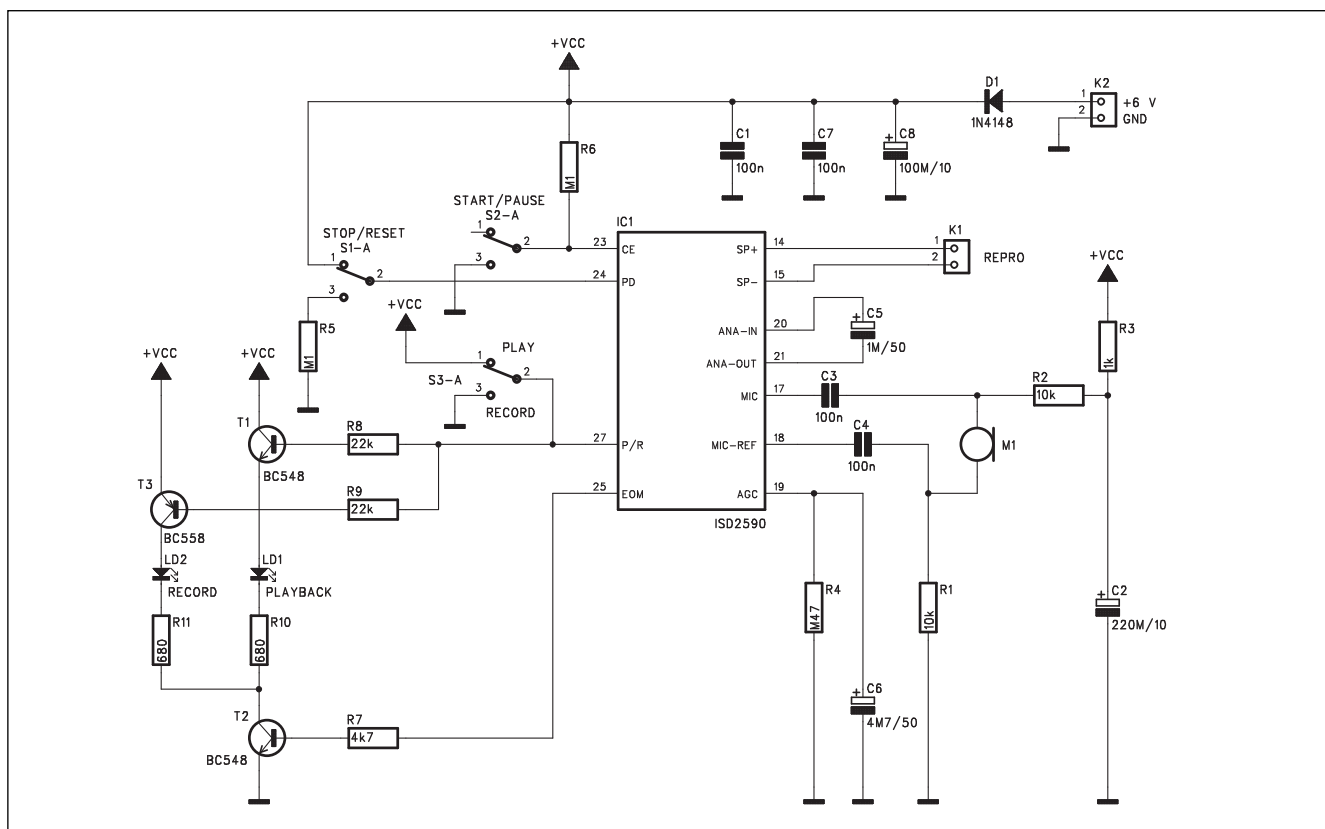 +VCC
D1
1N4148
K2
1
2
+6 V
GND
R6
M1
C1
100n
C7
100n
+
C8
100M/10
START/PAUSE
S2-A
1
2
3
STOP/RESET
S1-A
1
2
3
R5
M1
IC1
23
CE
24
PD
27
P/R
25
EOM
SP+
14
SP-
15
ANA-IN
20
ANA-OUT
21
MIC
17
MIC-REF
18
AGC
19
ISD2590
K1
1
2
REPRO
+
C5
1M/50
+VCC
R3
1k
R2
10k
C3
100n
C4
100n
M1
+VCC
PLAY
S3-A
1
2
3
RECORD
+VCC
+VCC
T1
BC548
R8
22k
R9
22k
T3
BC558
LD2
RECORD
LD1
PLAYBACK
R11
680
R10
680
T2
BC548
R7
4k7
R4
M47
R1
10k
+
C2
220M/10
+
C6
4M7/50